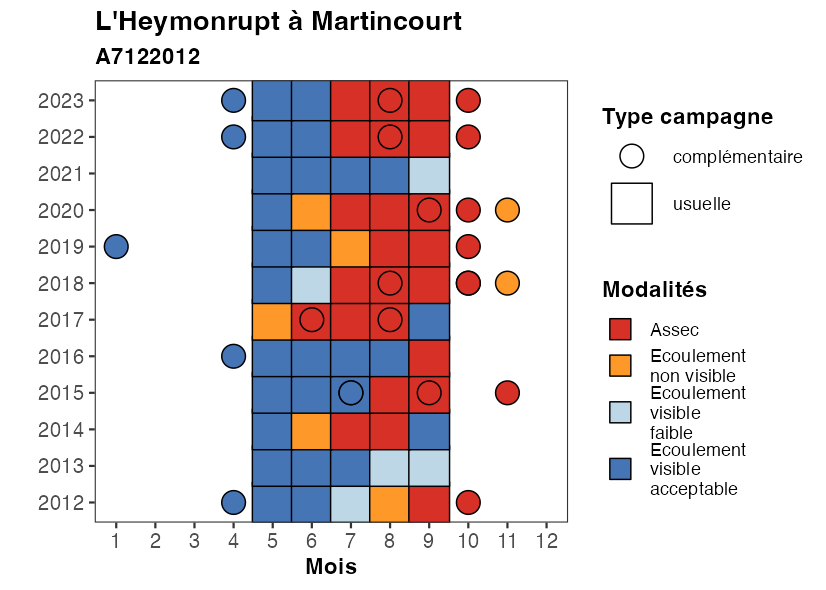 L'Heymonrupt à Martincourt
A7122012
2023
2022
2021
2020
2019
2018
2017
2016
2015
2014
2013
2012
1 2 3 4 5 6 7 8 9 10 11 12
Mois
Type campagne
complémentaire
usuelle
Modalités
Assec
Ecoulement
non visible
Ecoulement
visible
faible
Ecoulement
visible
acceptable